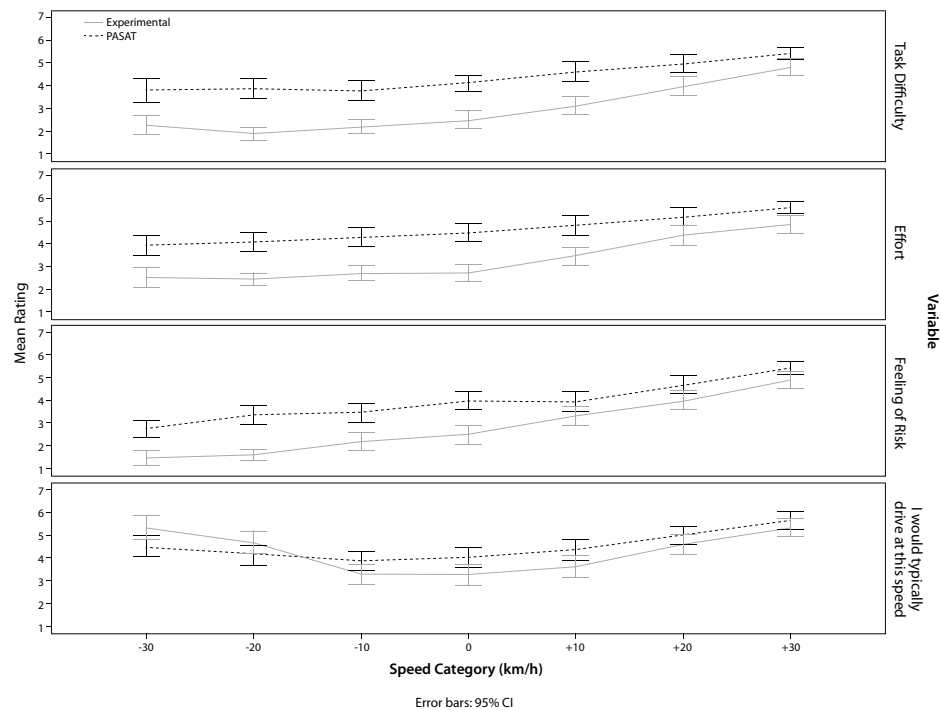 Experimental
PASAT
7
6
5
4
3
2
1
Task Difficulty
7
6
5
4
3
2
1
Effort
Mean Rating
Variable
7
6
5
4
3
2
1
Feeling of Risk
7
6
5
4
3
2
1
I would typically
drive at this speed
-30 -20 -10 0 +10 +20 +30
Speed Category (km/h)
Error bars: 95% CI